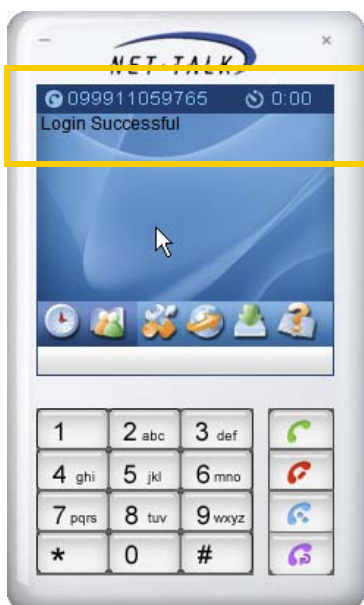 NET·TALK
099911059765 0:00
Login Successful
1 2 abc 3 def
4 ghi 5 jkl 6 mno
7 pqrs 8 tuv 9 wxyz
* 0 #